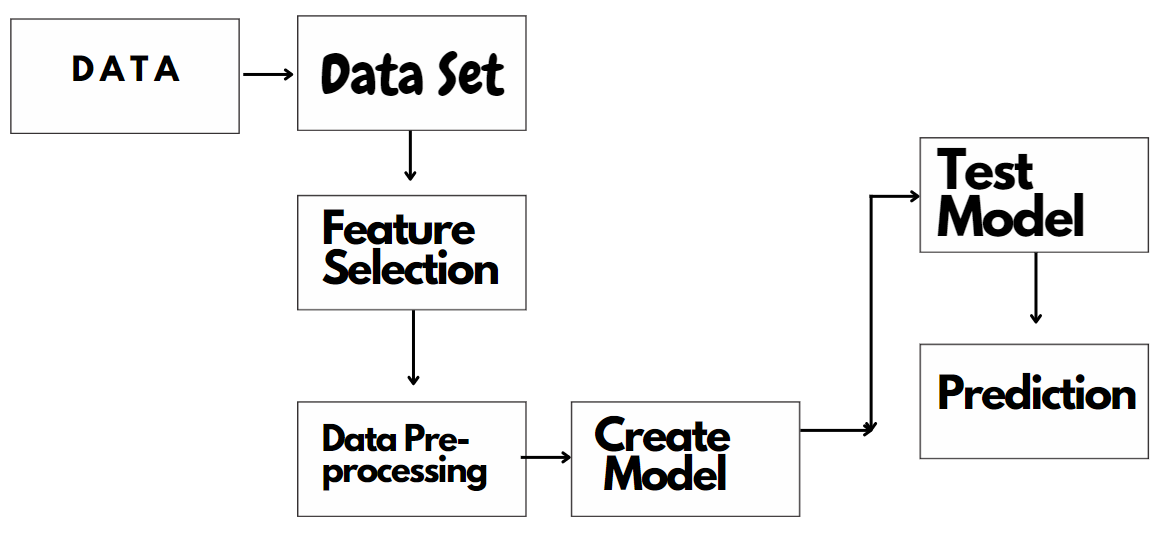 DATA
Data Set
Feature
Selection
Data Pre-
processing
Create
Model
Test
Model
Prediction